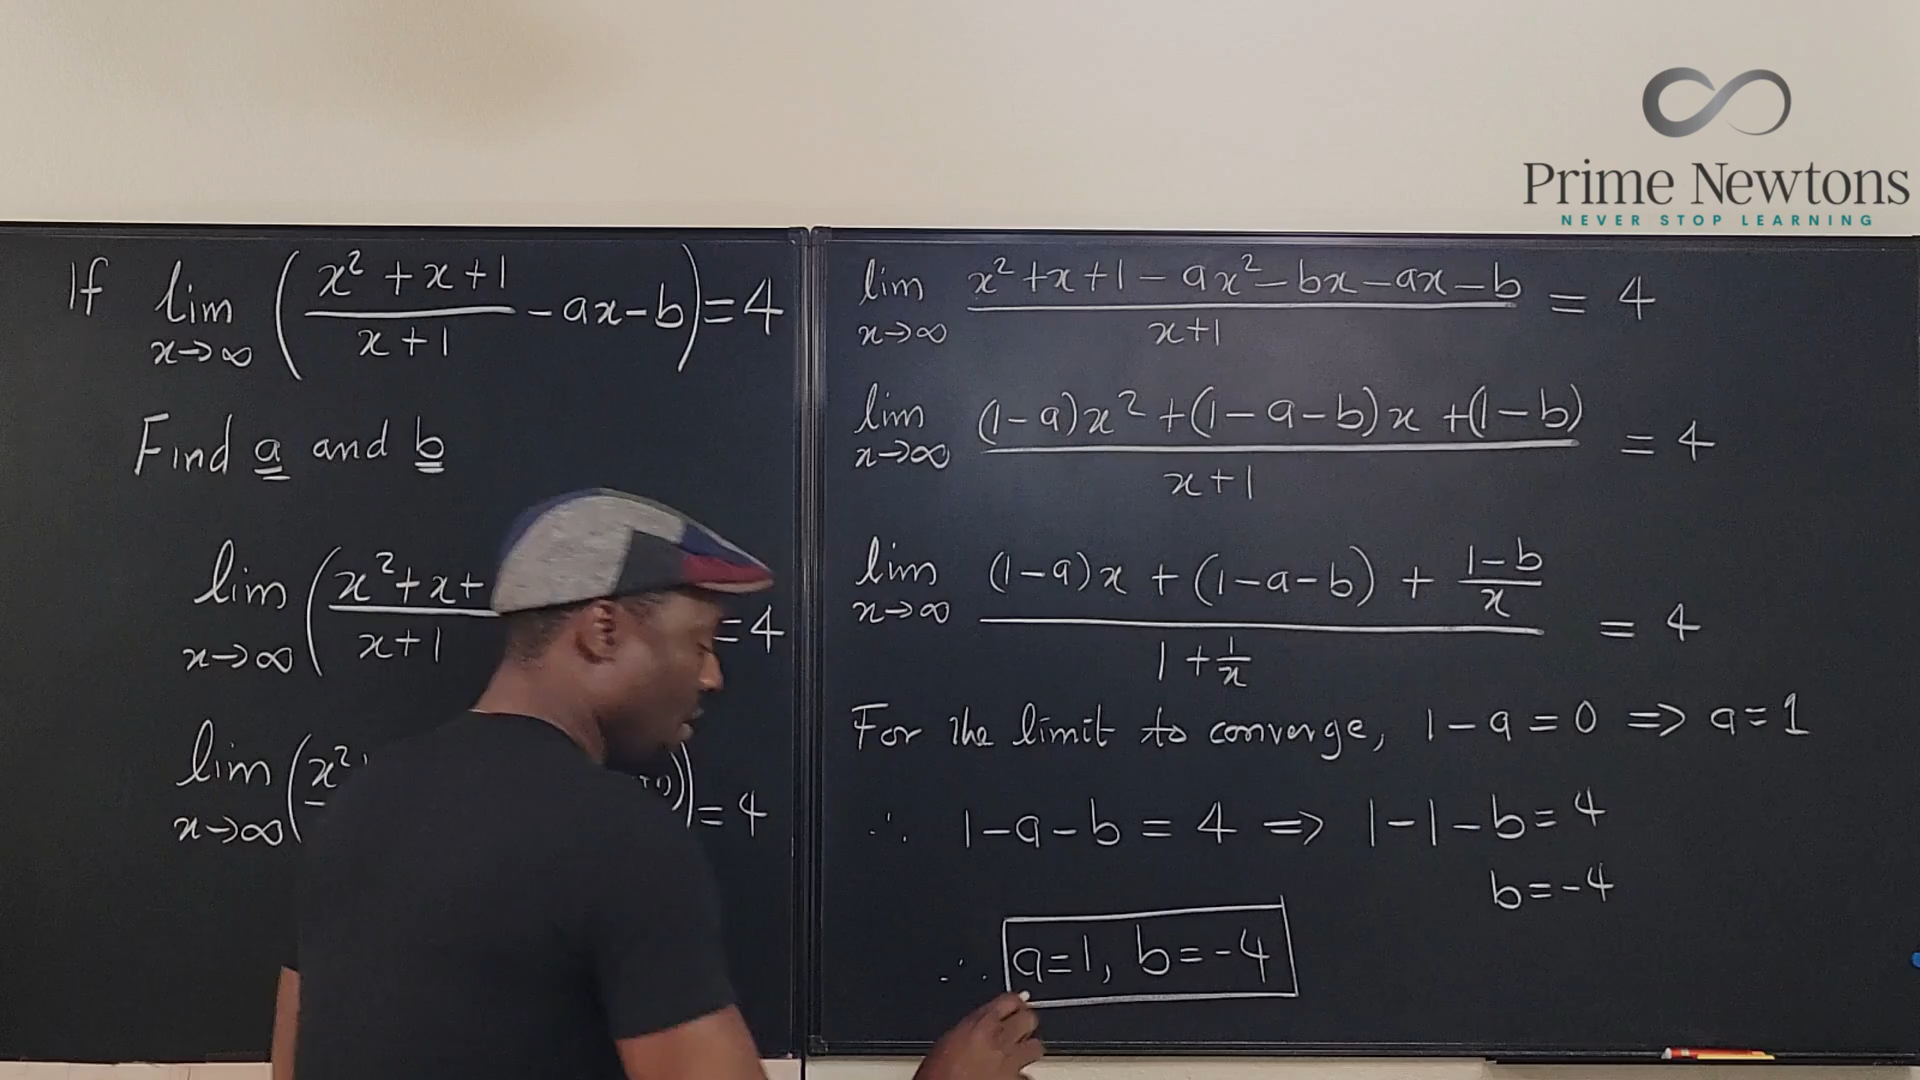 Prime Newtons
NEVER STOP LEARNING
If lim x→∞ ( (x² + x + 1)/(x + 1) - ax - b ) = 4
Find a and b
lim x→∞ ( (x² + x + )/(x + 1) = 4
lim x→∞ ( x² +1)) ) = 4
lim x→∞ (x² + x + 1 - ax² - bx - ax - b)/(x + 1) = 4
lim x→∞ ((1 - a)x² + (1 - a - b)x + (1 - b))/(x + 1) = 4
lim x→∞ ((1 - a)x + (1 - a - b) + (1 - b)/x)/(1 + 1/x) = 4
For the limit to converge, 1 - a = 0 => a = 1
∴ 1 - a - b = 4 => 1 - 1 - b = 4
b = -4
∴ a = 1, b = -4